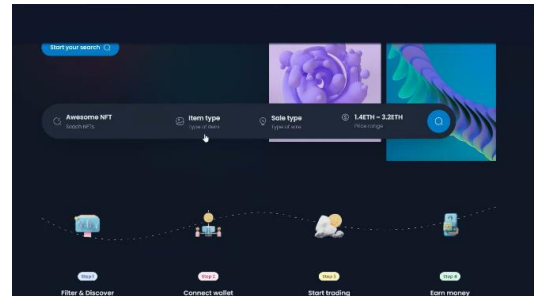 Start your search
Awesome NFT
Search NFTs
Item type
Type of item
Sale type
Type of sale
1.4ETH - 3.2ETH
Price range
Step 1
Filter & Discover
Step 2
Connect wallet
Step 3
Start trading
Step 4
Earn money